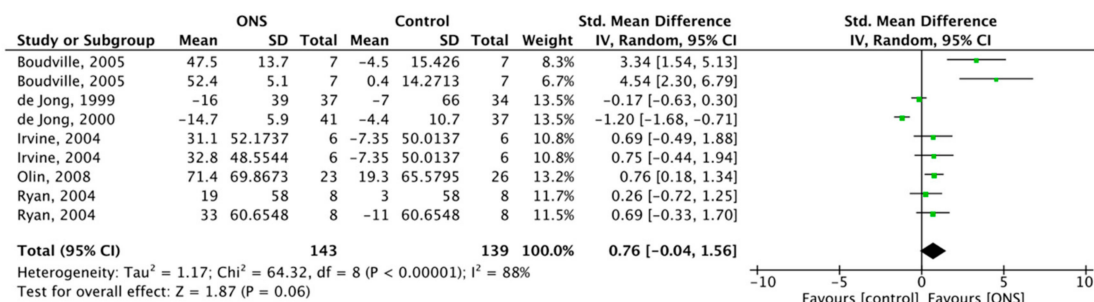 ONS Control Std. Mean Difference Std. Mean Difference
Study or Subgroup Mean SD Total Mean SD Total Weight IV, Random, 95% CI IV, Random, 95% CI
Boudville, 2005 47.5 13.7 7 -4.5 15.426 7 8.3% 3.34 [1.54, 5.13]
Boudville, 2005 52.4 5.1 7 0.4 14.2713 7 6.7% 4.54 [2.30, 6.79]
de Jong, 1999 -16 39 37 -7 66 34 13.5% -0.17 [-0.63, 0.30]
de Jong, 2000 -14.7 5.9 41 -4.4 10.7 37 13.5% -1.20 [-1.68, -0.71]
Irvine, 2004 31.1 52.1737 6 -7.35 50.0137 6 10.8% 0.69 [-0.49, 1.88]
Irvine, 2004 32.8 48.5544 6 -7.35 50.0137 6 10.8% 0.75 [-0.44, 1.94]
Olin, 2008 71.4 69.8673 23 19.3 65.5795 26 13.2% 0.76 [0.18, 1.34]
Ryan, 2004 19 58 8 3 58 8 11.7% 0.26 [-0.72, 1.25]
Ryan, 2004 33 60.6548 8 -11 60.6548 8 11.5% 0.69 [-0.33, 1.70]
Total (95% CI) 143 139 100.0% 0.76 [-0.04, 1.56]
Heterogeneity: Tau² = 1.17; Chi² = 64.32, df = 8 (P < 0.00001); I² = 88%
Test for overall effect: Z = 1.87 (P = 0.06)
-10 -5 0 5 10
Favours [control] Favours [ONS]